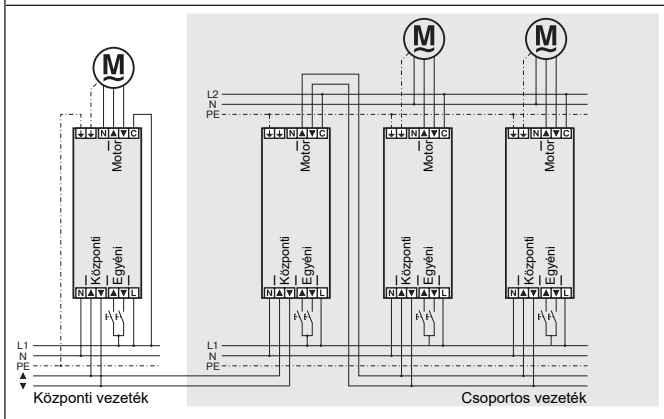 M
M
M
L2
N
PE
N ▲ ▼ C
N ▲ ▼ C
N ▲ ▼ C
N ▲ ▼ C
Motor
Motor
Motor
Motor
Központi
Egyéni
Központi
Egyéni
Központi
Egyéni
Központi
Egyéni
N ▲ ▼ ▲ ▼ L
N ▲ ▼ ▲ ▼ L
N ▲ ▼ ▲ ▼ L
N ▲ ▼ ▲ ▼ L
L1
N
PE
▲
▼
L1
N
PE
Központi vezeték
Csoportos vezeték